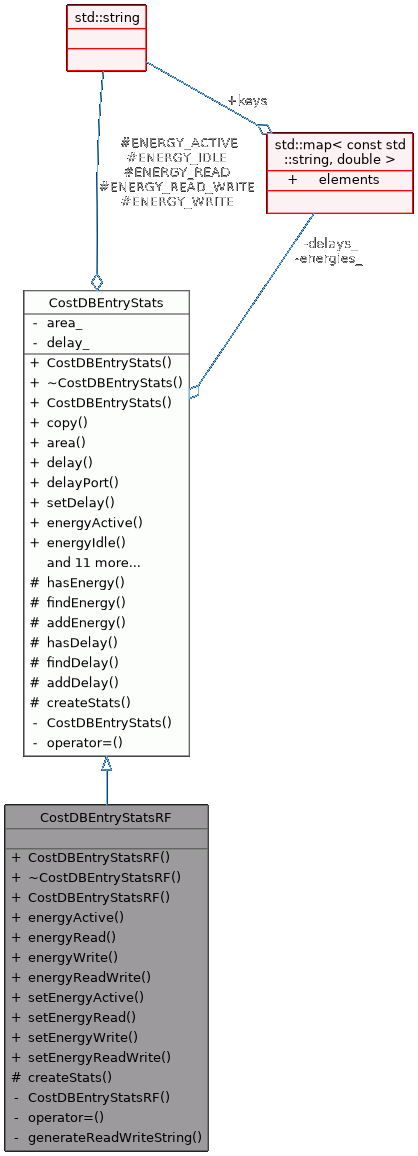 std::string
+keys
#ENERGY_ACTIVE
#ENERGY_IDLE
#ENERGY_READ
#ENERGY_READ_WRITE
#ENERGY_WRITE
std::map< const std
::string, double >
+ elements
-delays_
-energies_
CostDBEntryStats
- area_
- delay_
+ CostDBEntryStats()
+ ~CostDBEntryStats()
+ CostDBEntryStats()
+ copy()
+ area()
+ delay()
+ delayPort()
+ setDelay()
+ energyActive()
+ energyIdle()
and 11 more...
# hasEnergy()
# findEnergy()
# addEnergy()
# hasDelay()
# findDelay()
# addDelay()
# createStats()
- CostDBEntryStats()
- operator=()
CostDBEntryStatsRF
+ CostDBEntryStatsRF()
+ ~CostDBEntryStatsRF()
+ CostDBEntryStatsRF()
+ energyActive()
+ energyRead()
+ energyWrite()
+ energyReadWrite()
+ setEnergyActive()
+ setEnergyRead()
+ setEnergyWrite()
+ setEnergyReadWrite()
# createStats()
- CostDBEntryStatsRF()
- operator=()
- generateReadWriteString()